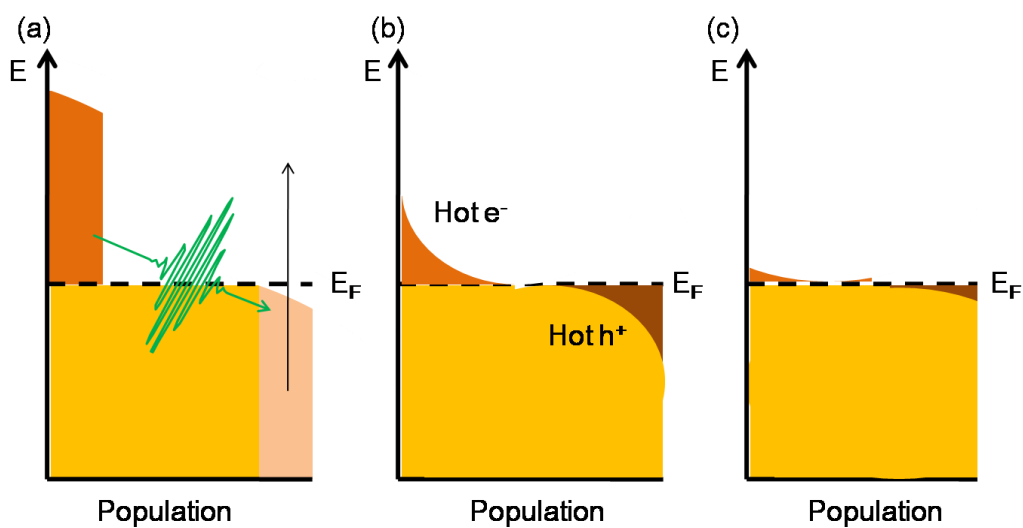 (a)
E
E_F
Population
(b)
E
Hot e⁻
E_F
Hot h⁺
Population
(c)
E
E_F
Population